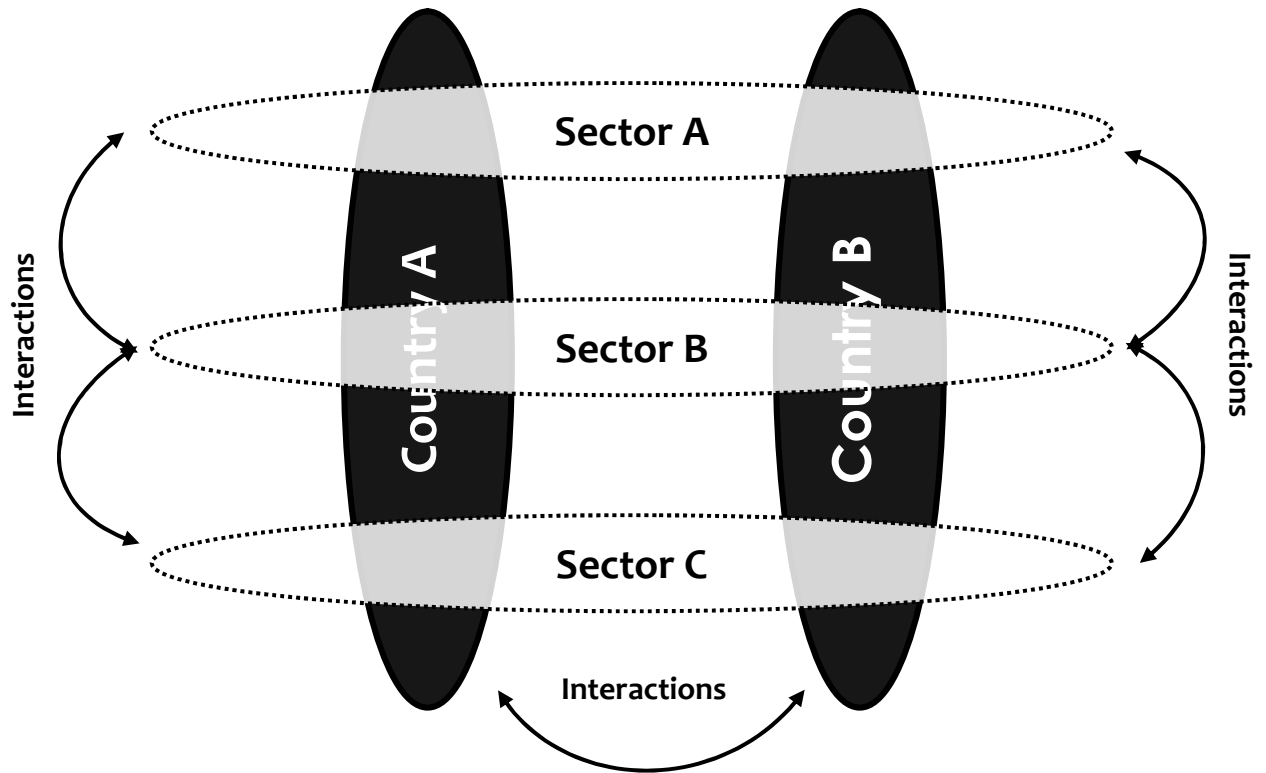 Sector A
Country A
Country B
Interactions
Interactions
Sector B
Sector C
Interactions